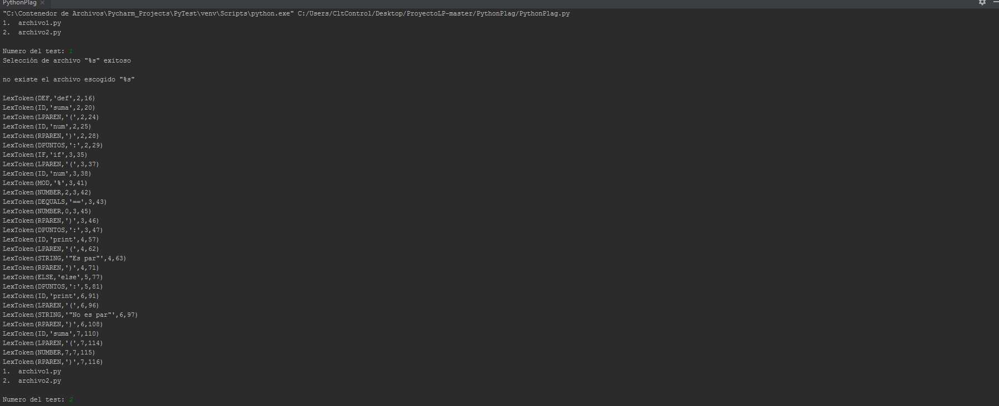 PythonPlag
"C:\Contenedor de Archivos\Pycharm_Projects\PyTest\venv\Scripts\python.exe" C:/Users/CltControl/Desktop/ProyectoLP-master/PythonPlag/PythonPlag.py
1.  archivo1.py
2.  archivo2.py
Numero del test: 1
Selección de archivo "%s" exitoso
no existe el archivo escogido "%s"
LexToken(DEF,'def',2,16)
LexToken(ID,'suma',2,20)
LexToken(LPAREN,'(',2,24)
LexToken(ID,'num',2,25)
LexToken(RPAREN,')',2,28)
LexToken(DPUNTOS,':',2,29)
LexToken(IF,'if',3,35)
LexToken(LPAREN,'(',3,37)
LexToken(ID,'num',3,38)
LexToken(MOD,'%',3,41)
LexToken(NUMBER,2,3,42)
LexToken(DEQUALS,'==',3,43)
LexToken(NUMBER,0,3,45)
LexToken(RPAREN,')',3,46)
LexToken(DPUNTOS,':',3,47)
LexToken(ID,'print',4,57)
LexToken(LPAREN,'(',4,62)
LexToken(STRING,'"Es par"',4,63)
LexToken(RPAREN,')',4,71)
LexToken(ELSE,'else',5,77)
LexToken(DPUNTOS,':',5,81)
LexToken(ID,'print',6,91)
LexToken(LPAREN,'(',6,96)
LexToken(STRING,'"No es par"',6,97)
LexToken(RPAREN,')',6,108)
LexToken(ID,'suma',7,110)
LexToken(LPAREN,'(',7,114)
LexToken(NUMBER,7,7,115)
LexToken(RPAREN,')',7,116)
1.  archivo1.py
2.  archivo2.py
Numero del test: 2